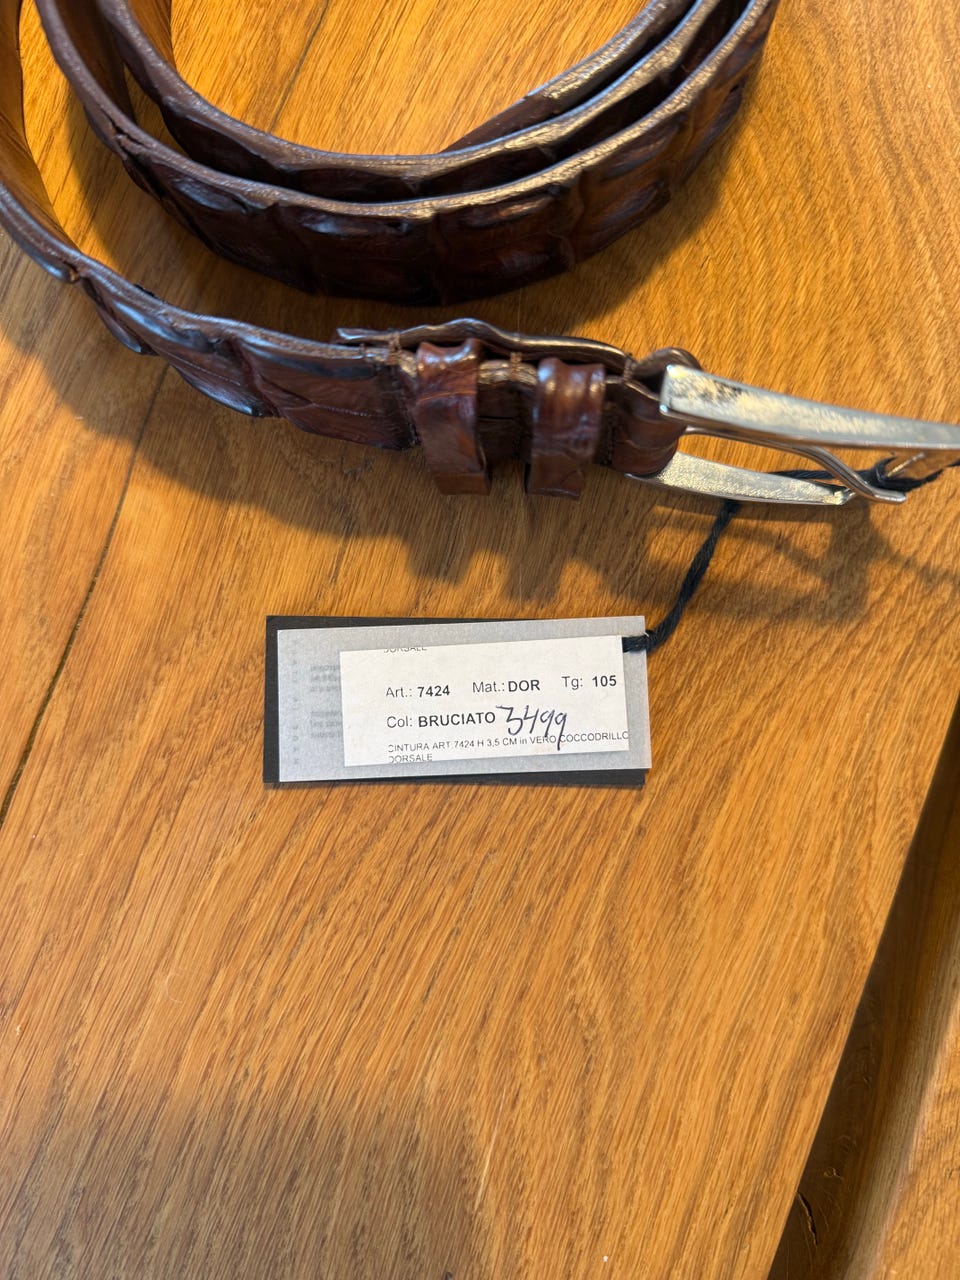 DORSALE
Art.: 7424 Mat.: DOR Tg: 105
Col: BRUCIATO 3499
CINTURA ART 7424 H 3,5 CM in VERO COCCODRILLO
DORSALE